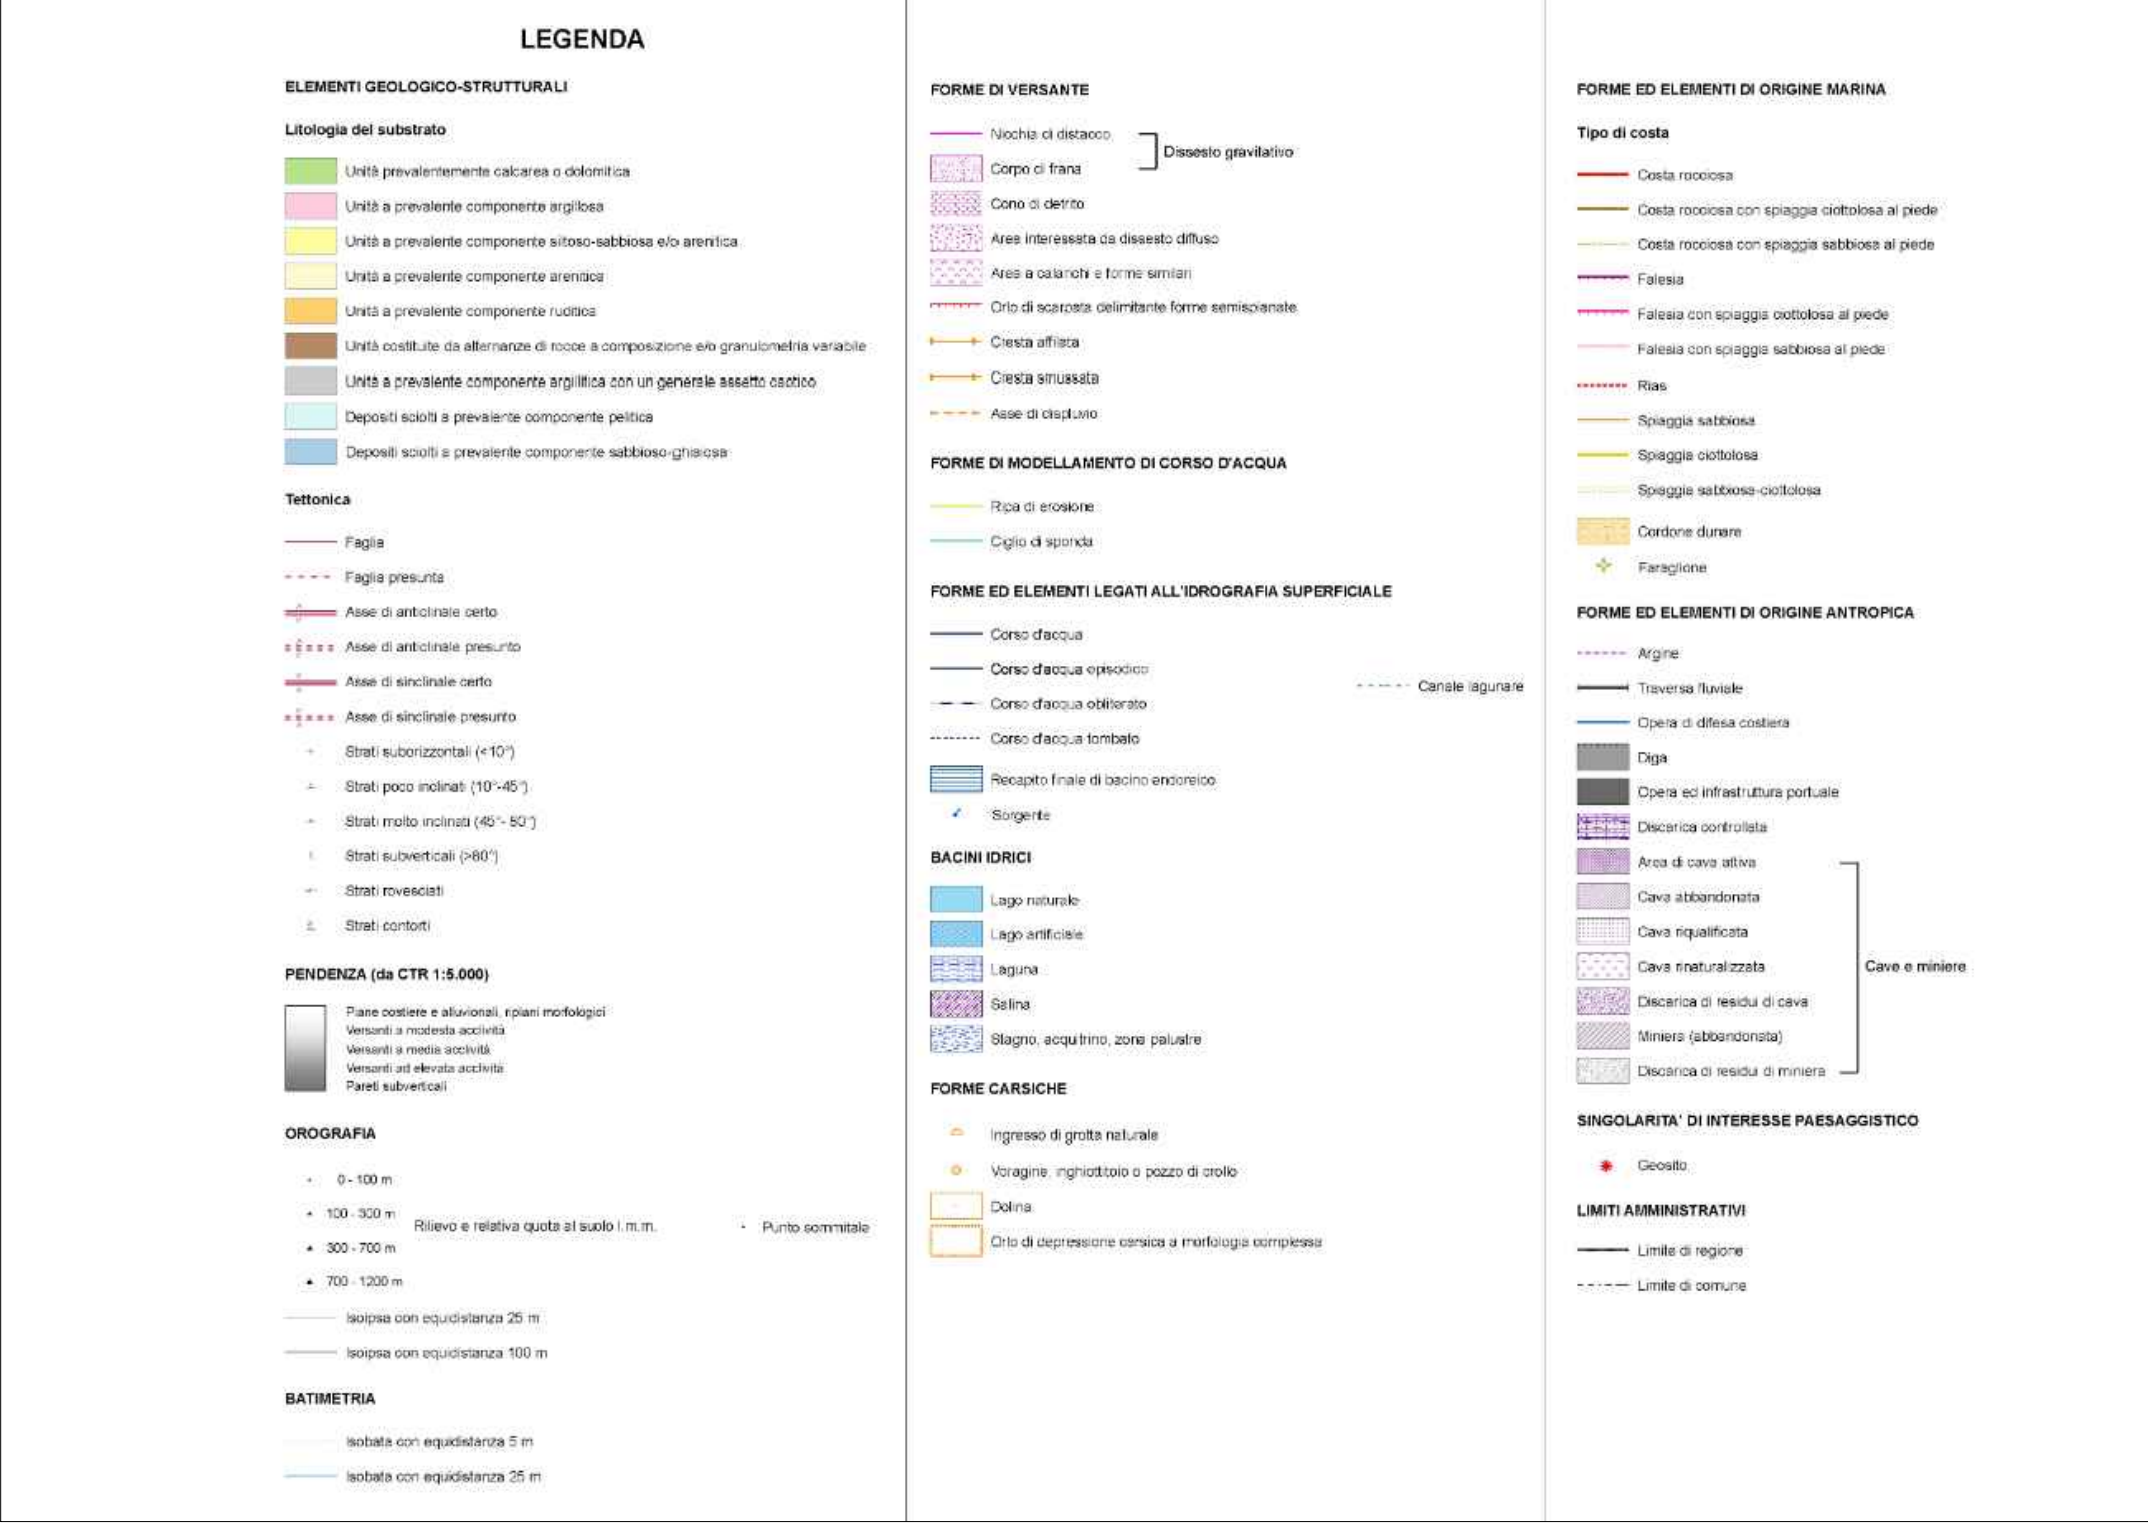 LEGENDA
ELEMENTI GEOLOGICO-STRUTTURALI
Litologia del substrato
Unità prevalentemente calcarea o dolomitica
Unità a prevalente componente argillosa
Unità a prevalente componente siltoso-sabbiosa e/o arenitica
Unità a prevalente componente arenitica
Unità a prevalente componente ruditica
Unità costituite da alternanze di rocce a composizione e/o granulometria variabile
Unità a prevalente componente argillitica con un generale assetto caotico
Depositi sciolti a prevalente componente pelitica
Depositi sciolti a prevalente componente sabbioso-ghiaiosa
Tettonica
Faglia
Faglia presunta
Asse di anticlinale certo
Asse di anticlinale presunto
Asse di sinclinale certo
Asse di sinclinale presunto
Strati suborizzontali (<10°)
Strati poco inclinati (10°-45°)
Strati molto inclinati (45°- 80°)
Strati subverticali (>80°)
Strati rovesciati
Strati contorti
PENDENZA (da CTR 1:5.000)
Piane costiere e alluvionali, ripiani morfologici
Versanti a modesta acclività
Versanti a media acclività
Versanti ad elevata acclività
Pareti subverticali
OROGRAFIA
0 - 100 m
100 - 300 m
Rilievo e relativa quota al suolo l.m.m.
Punto sommitale
300 - 700 m
700 - 1200 m
Isoipsa con equidistanza 25 m
Isoipsa con equidistanza 100 m
BATIMETRIA
Isobata con equidistanza 5 m
Isobata con equidistanza 25 m
FORME DI VERSANTE
Nicchia di distacco
Dissesto gravitativo
Corpo di frana
Cono di detrito
Area interessata da dissesto diffuso
Area a calanchi e forme similari
Orlo di scarpata delimitante forme semispianate
Cresta affilata
Cresta smussata
Asse di displuvio
FORME DI MODELLAMENTO DI CORSO D'ACQUA
Ripa di erosione
Ciglio di sponda
FORME ED ELEMENTI LEGATI ALL'IDROGRAFIA SUPERFICIALE
Corso d'acqua
Corso d'acqua episodico
Canale lagunare
Corso d'acqua obliterato
Corso d'acqua tombato
Recapito finale di bacino endoreico
Sorgente
BACINI IDRICI
Lago naturale
Lago artificiale
Laguna
Salina
Stagno, acquitrino, zona palustre
FORME CARSICHE
Ingresso di grotta naturale
Voragine, inghiottitoio o pozzo di crollo
Dolina
Orlo di depressione carsica a morfologia complessa
FORME ED ELEMENTI DI ORIGINE MARINA
Tipo di costa
Costa rocciosa
Costa rocciosa con spiaggia ciottolosa al piede
Costa rocciosa con spiaggia sabbiosa al piede
Falesia
Falesia con spiaggia ciottolosa al piede
Falesia con spiaggia sabbiosa al piede
Rias
Spiaggia sabbiosa
Spiaggia ciottolosa
Spiaggia sabbiosa-ciottolosa
Cordone dunare
Faraglione
FORME ED ELEMENTI DI ORIGINE ANTROPICA
Argine
Traversa fluviale
Opera di difesa costiera
Diga
Opera ed infrastruttura portuale
Discarica controllata
Area di cava attiva
Cava abbandonata
Cava riqualificata
Cava rinaturalizzata
Cave e miniere
Discarica di residui di cava
Miniera (abbandonata)
Discarica di residui di miniera
SINGOLARITA' DI INTERESSE PAESAGGISTICO
Geosito
LIMITI AMMINISTRATIVI
Limite di regione
Limite di comune